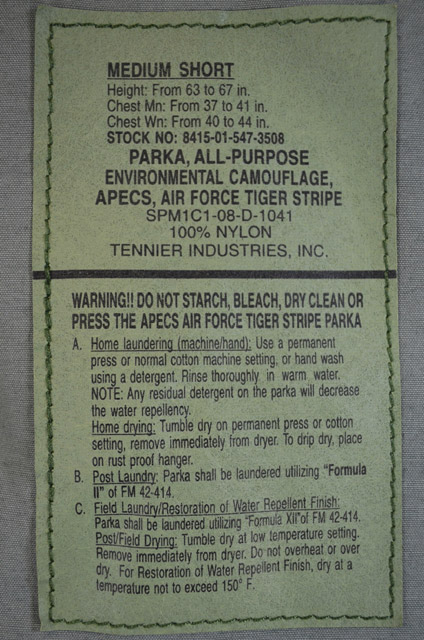 MEDIUM SHORT
Height: From 63 to 67 in.
Chest Mn: From 37 to 41 in.
Chest Wn: From 40 to 44 in.
STOCK NO: 8415-01-547-3508
PARKA, ALL-PURPOSE
ENVIRONMENTAL CAMOUFLAGE,
APECS, AIR FORCE TIGER STRIPE
SPM1C1-08-D-1041
100% NYLON
TENNIER INDUSTRIES, INC.
WARNING!! DO NOT STARCH, BLEACH, DRY CLEAN OR
PRESS THE APECS AIR FORCE TIGER STRIPE PARKA
A. Home laundering (machine/hand): Use a permanent
press or normal cotton machine setting, or hand wash
using a detergent. Rinse thoroughly in warm water.
NOTE: Any residual detergent on the parka will decrease
the water repellency.
Home drying: Tumble dry on permanent press or cotton
setting, remove immediately from dryer. To drip dry, place
on rust proof hanger.
B. Post Laundry: Parka shall be laundered utilizing "Formula
II" of FM 42-414.
C. Field Laundry/Restoration of Water Repellent Finish:
Parka shall be laundered utilizing "Formula XII"of FM 42-414.
Post/Field Drying: Tumble dry at low temperature setting.
Remove immediately from dryer. Do not overheat or over
dry. For Restoration of Water Repellent Finish, dry at a
temperature not to exceed 150° F.